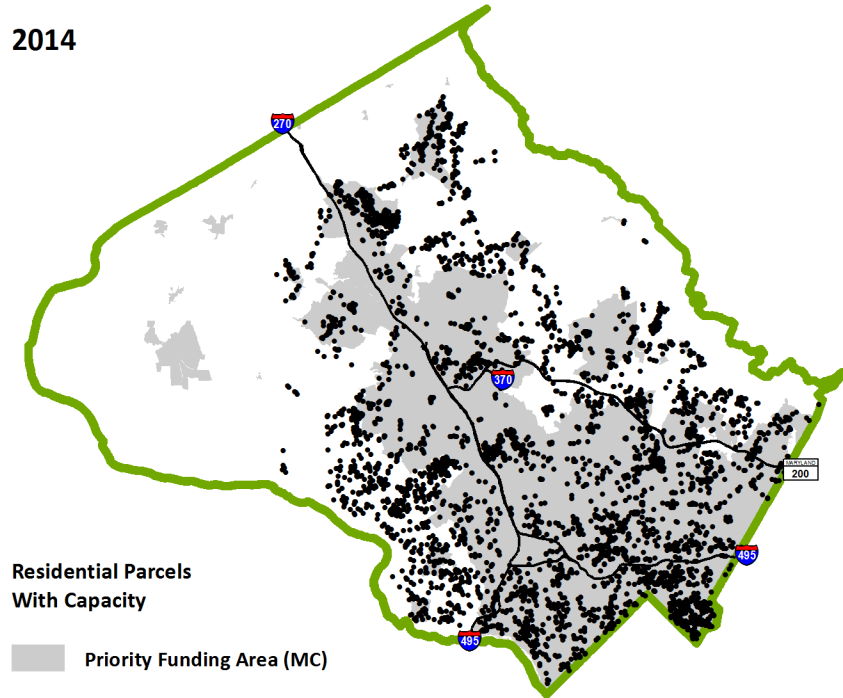 2014
270
370
MARYLAND
200
495
Residential Parcels
With Capacity
495
Priority Funding Area (MC)